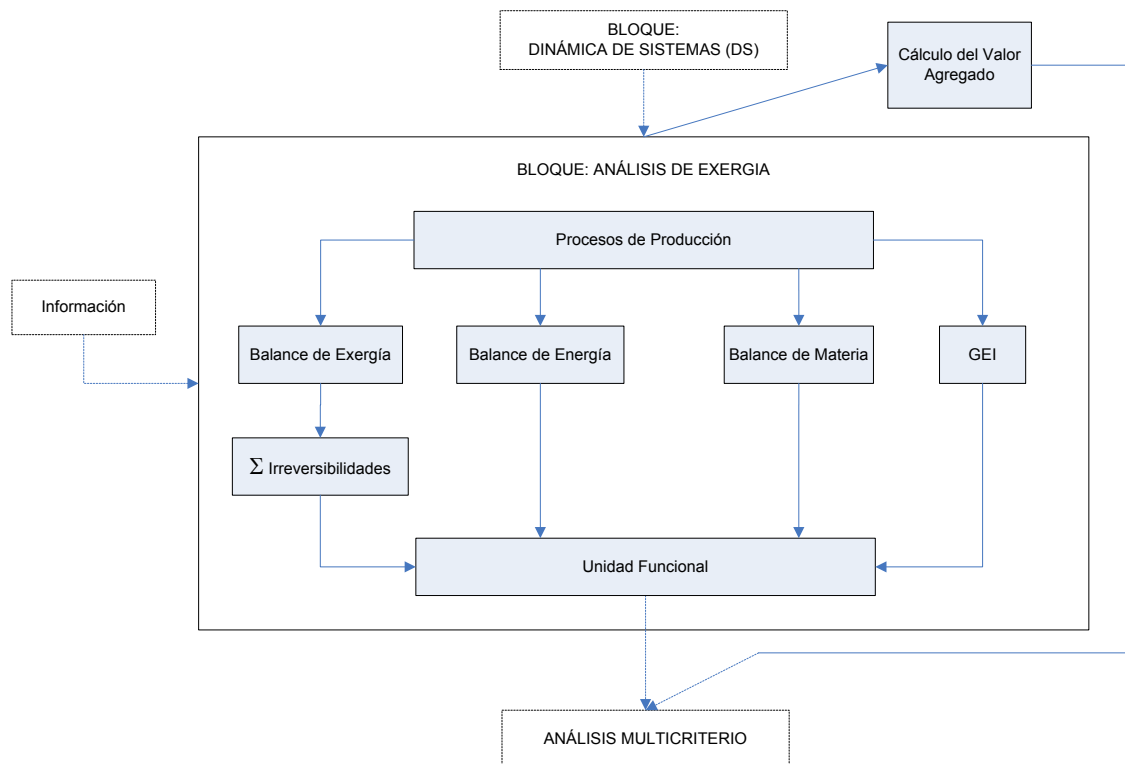 BLOQUE:
DINÁMICA DE SISTEMAS (DS)
Cálculo del Valor
Agregado
BLOQUE: ANÁLISIS DE EXERGIA
Procesos de Producción
Información
Balance de Exergía
Balance de Energía
Balance de Materia
GEI
Σ Irreversibilidades
Unidad Funcional
ANÁLISIS MULTICRITERIO